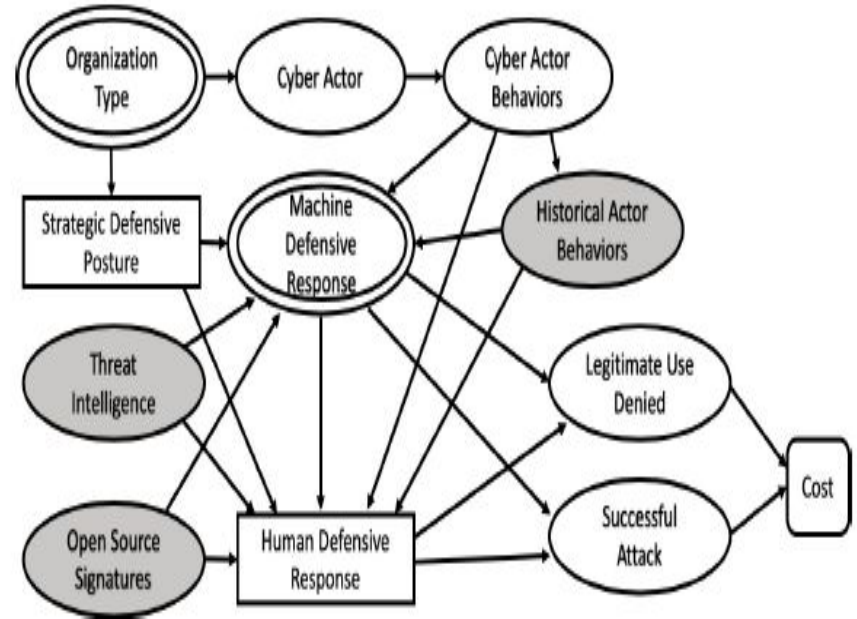 Organization
Type
Cyber Actor
Cyber Actor
Behaviors
Strategic Defensive
Posture
Machine
Defensive
Response
Historical Actor
Behaviors
Threat
Intelligence
Legitimate Use
Denied
Cost
Open Source
Signatures
Human Defensive
Response
Successful
Attack